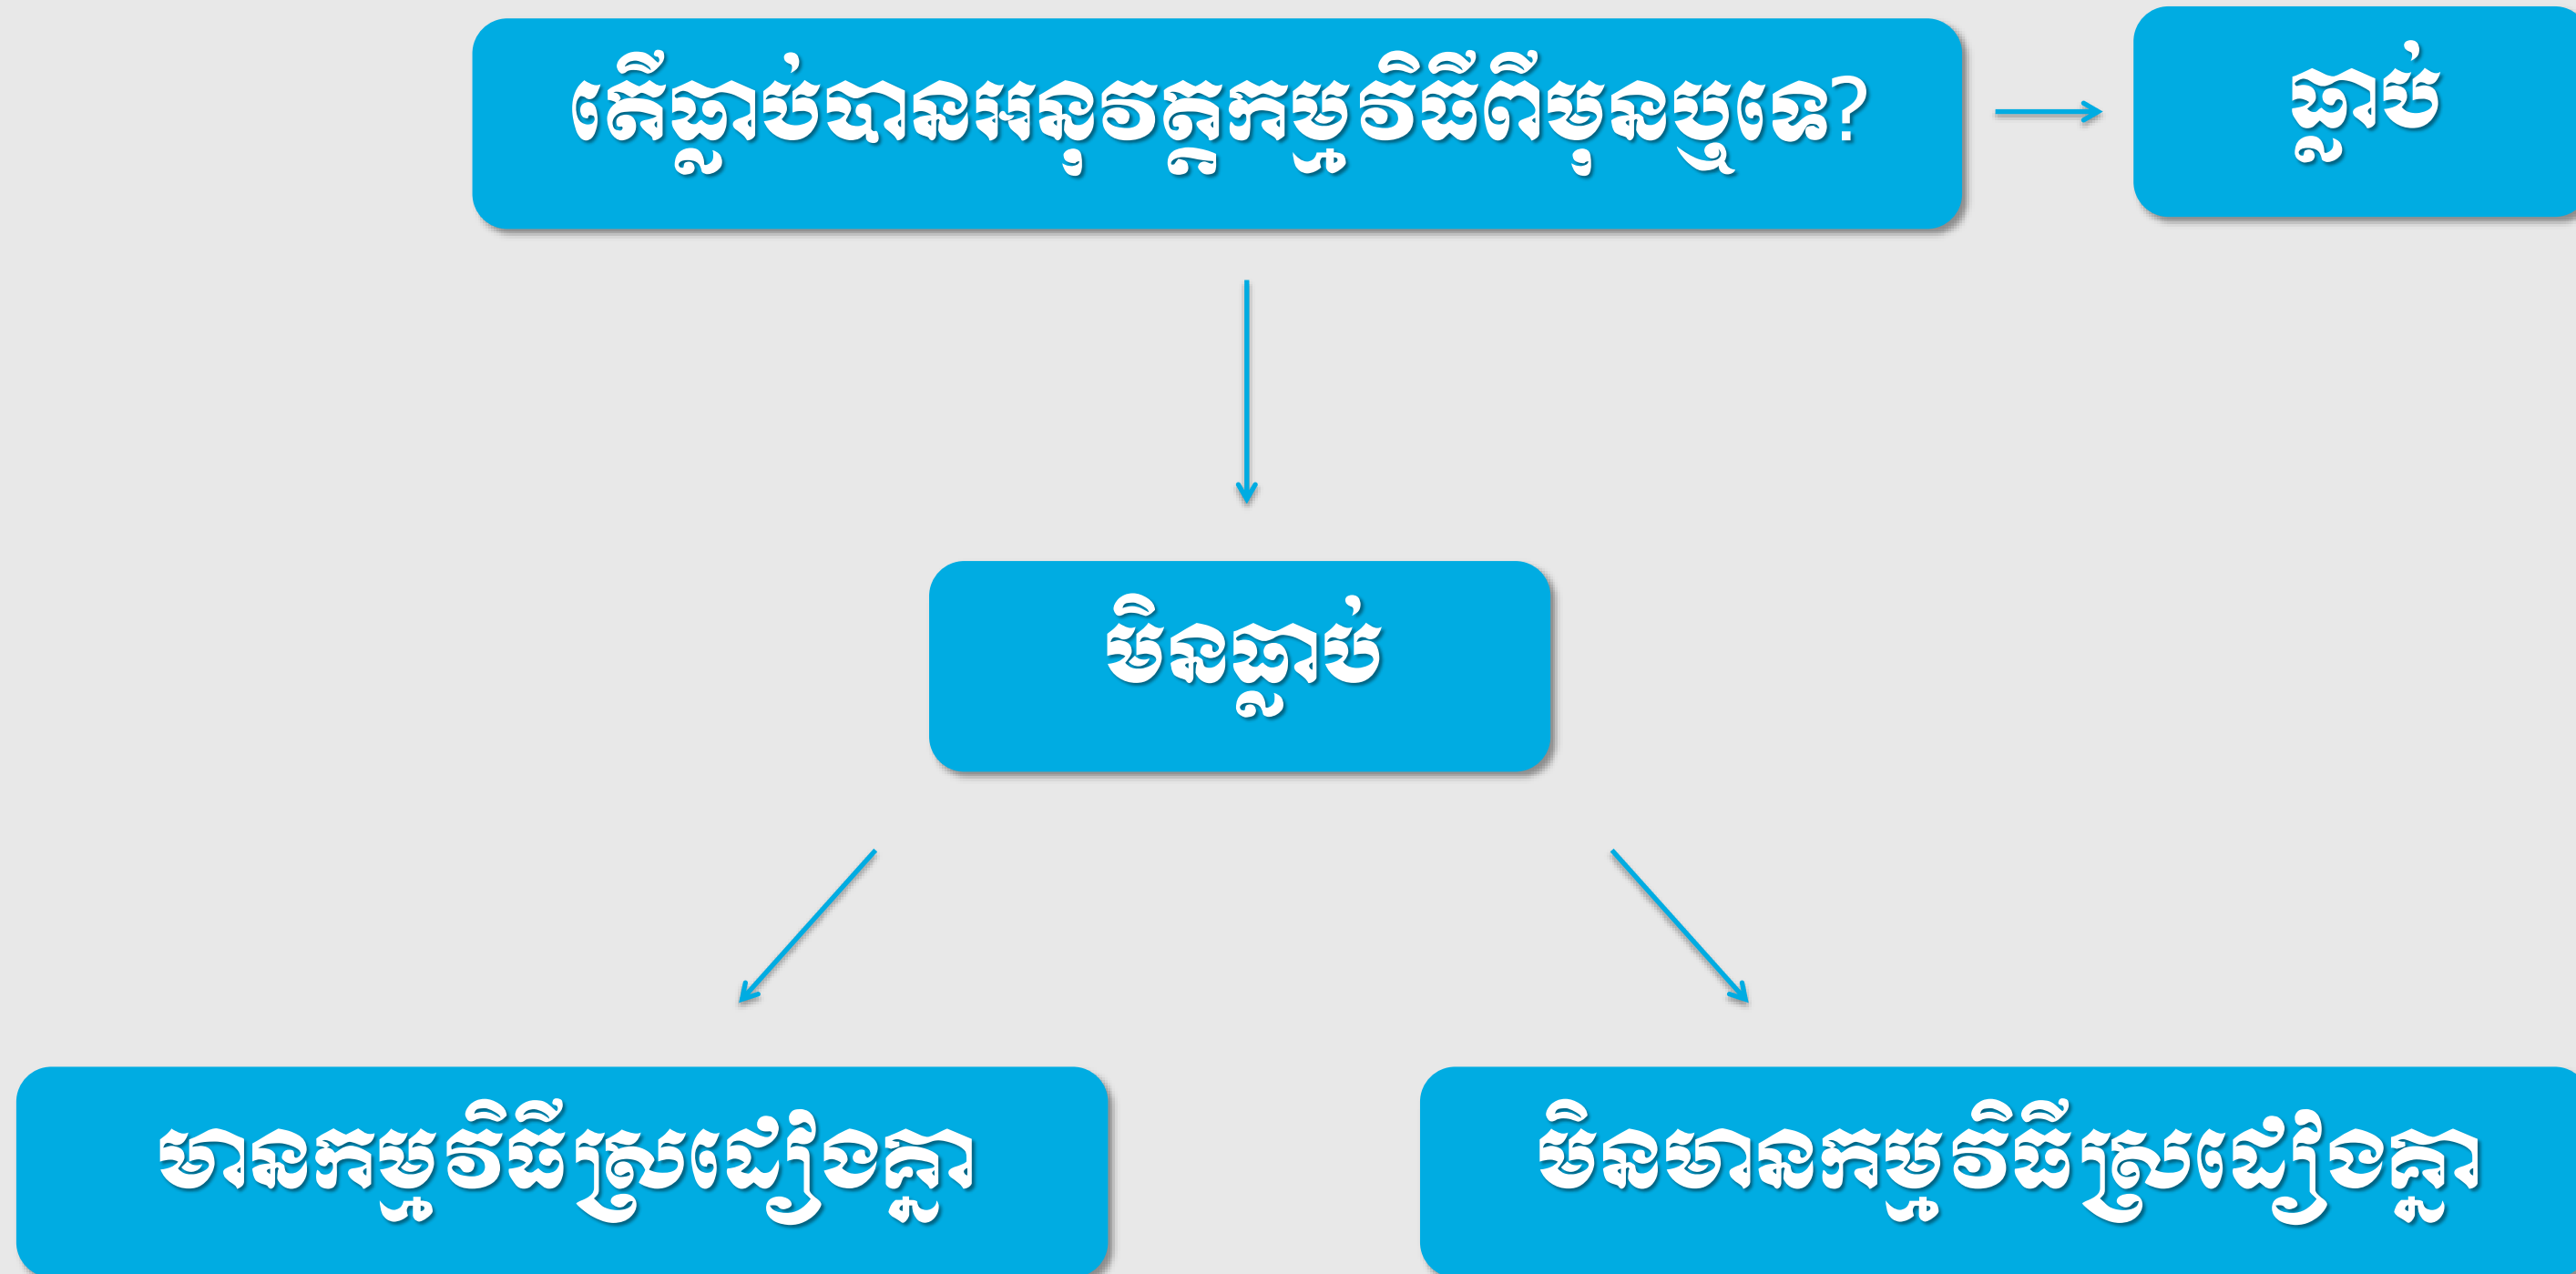 តើធ្លាប់បានអនុវត្តកម្មវិធីពីមុនឬទេ?
ធ្លាប់
មិនធ្លាប់
មានកម្មវិធីស្រដៀងគ្នា
មិនមានកម្មវិធីស្រដៀងគ្នា